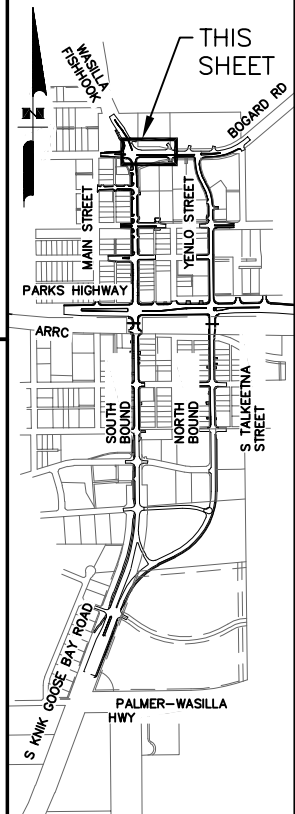 THIS
SHEET
WASILLA
FISHHOOK
BOGARD RD
N
MAIN STREET
YENLO STREET
PARKS HIGHWAY
ARRC
SOUTH
BOUND
NORTH
BOUND
S TALKEETNA
STREET
S KNIK GOOSE BAY ROAD
PALMER-WASILLA
HWY